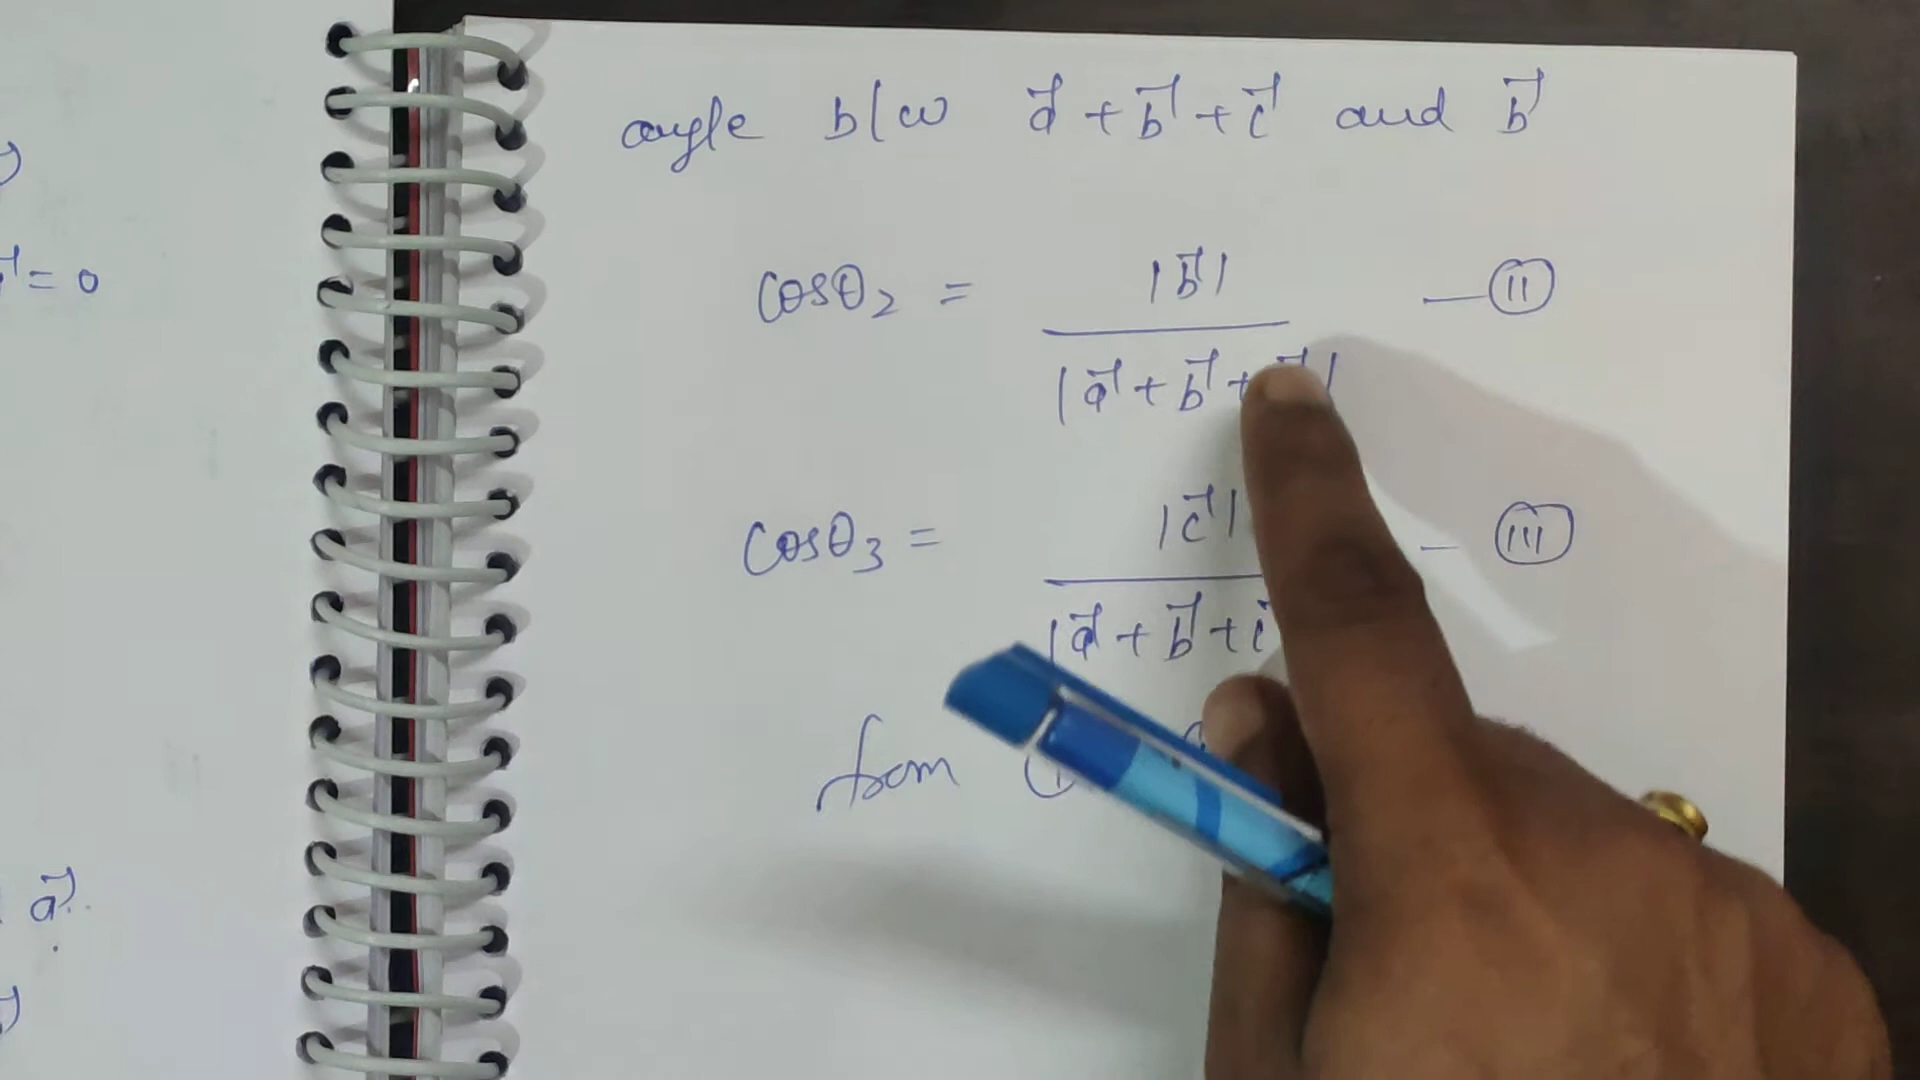 = 0
a⃗.
angle b/w a⃗ + b⃗ + c⃗ and b⃗
cosθ₂ = |b⃗| / |a⃗ + b⃗ + | — (II)
cosθ₃ = |c⃗| / |a⃗ + b⃗ + c⃗ — (III)
from (I)